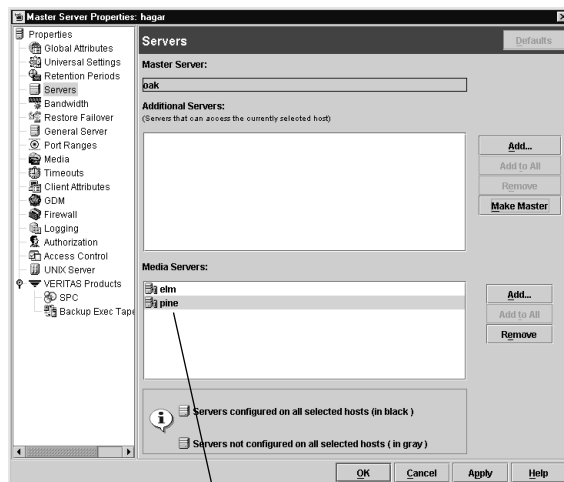 Master Server Properties: hagar
Properties
Global Attributes
Universal Settings
Retention Periods
Servers
Bandwidth
Restore Failover
General Server
Port Ranges
Media
Timeouts
Client Attributes
GDM
Firewall
Logging
Authorization
Access Control
UNIX Server
VERITAS Products
SPC
Backup Exec Tape
Servers
Defaults
Master Server:
oak
Additional Servers:
(Servers that can access the currently selected host)
Add...
Add to All
Remove
Make Master
Media Servers:
elm
pine
Add...
Add to All
Remove
Servers configured on all selected hosts (in black )
Servers not configured on all selected hosts ( in gray )
OK
Cancel
Apply
Help